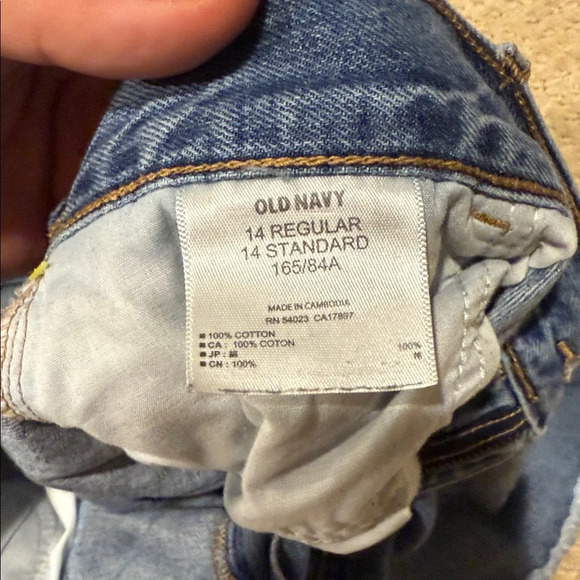 OLD NAVY
14 REGULAR
14 STANDARD
165/84A
MADE IN CAMBODIA
RN 54023 CA17897
100% COTTON
CA : 100% COTON
JP : 綿 100%
CN : 100%